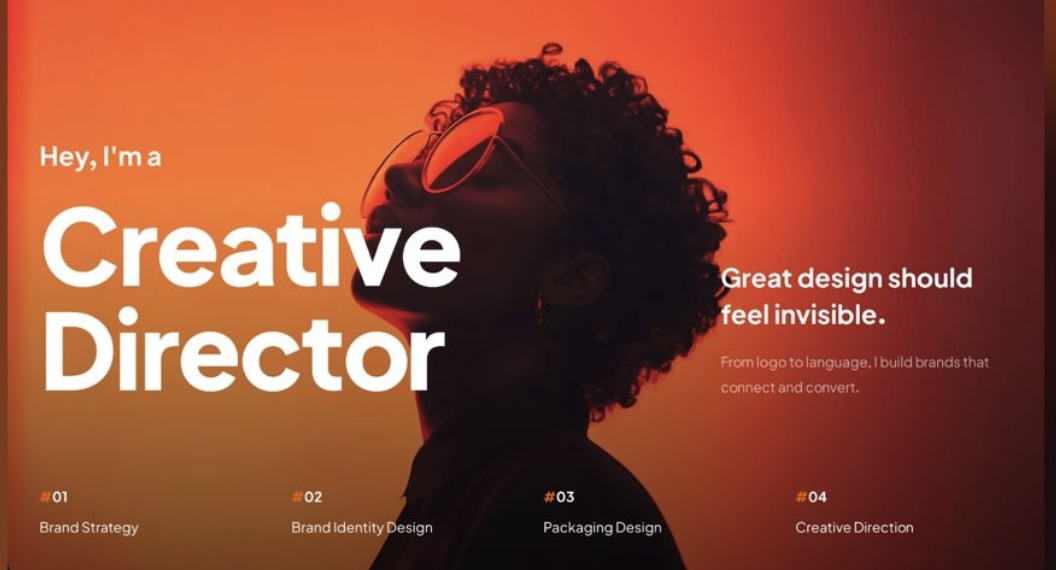 Hey, I'm a
Creative
Director
Great design should
feel invisible.
From logo to language, I build brands that
connect and convert.
#01
Brand Strategy
#02
Brand Identity Design
#03
Packaging Design
#04
Creative Direction